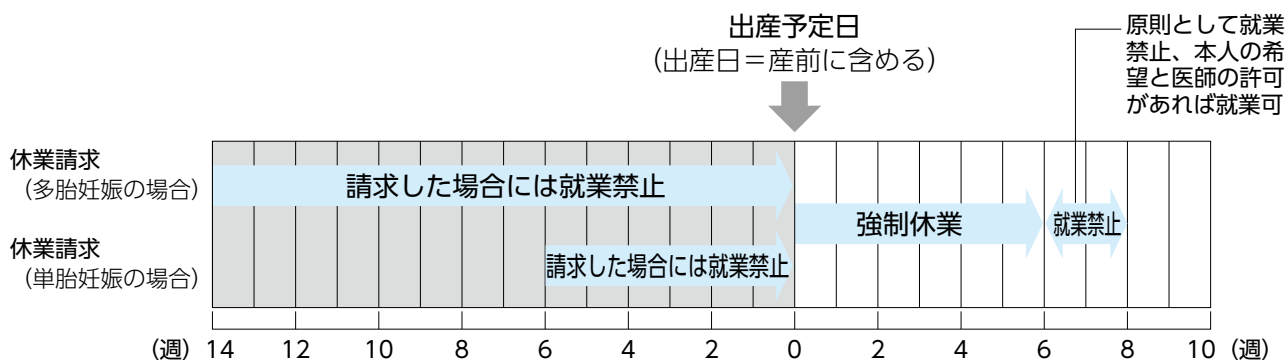 出産予定日
（出産日＝産前に含める）
原則として就業
禁止、本人の希
望と医師の許可
があれば就業可
休業請求
（多胎妊娠の場合）
請求した場合には就業禁止
強制休業
就業禁止
休業請求
（単胎妊娠の場合）
請求した場合には就業禁止
（週） 14 12 10 8 6 4 2 0 2 4 6 8 10 （週）